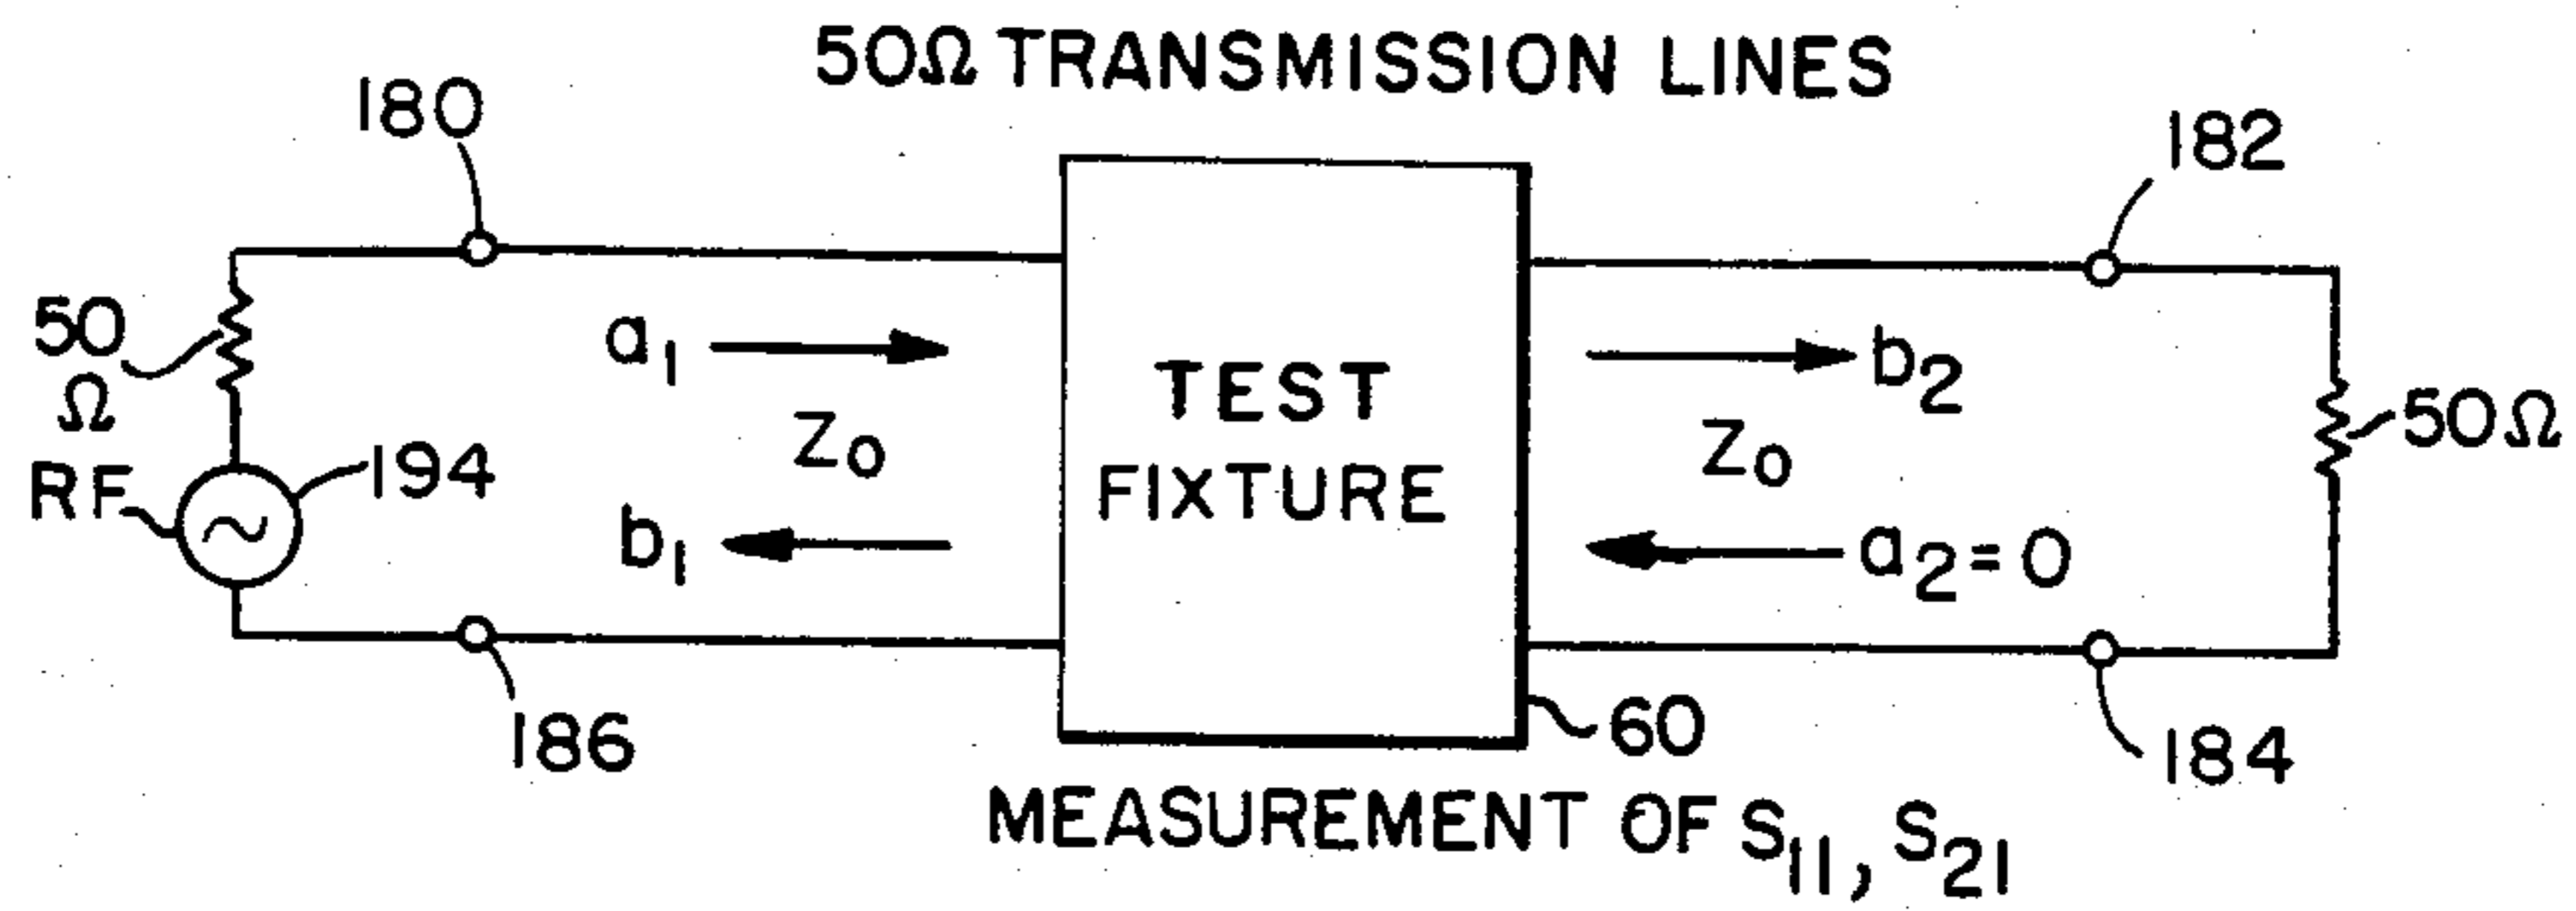 50Ω TRANSMISSION LINES
180
182
50
Ω
a1
b2
TEST
FIXTURE
Z0
Z0
50Ω
RF
194
b1
a2=0
186
60
184
MEASUREMENT OF S11, S21